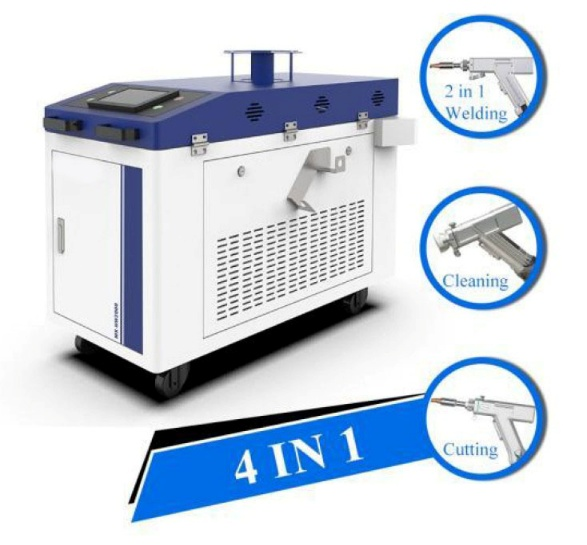 2 in 1
Welding
Cleaning
4 IN 1
Cutting